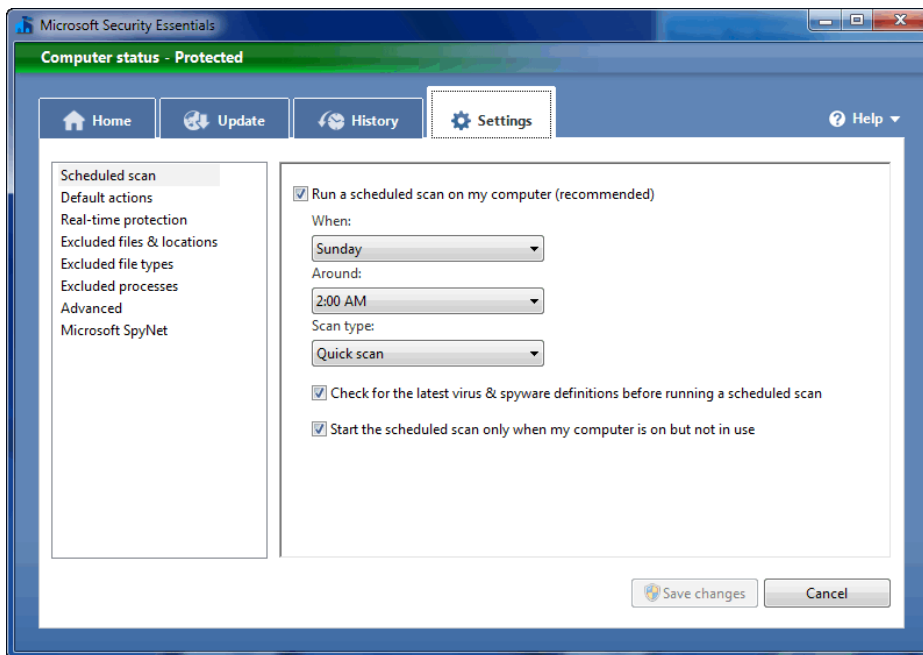 Microsoft Security Essentials
Computer status - Protected
Home Update History Settings Help
Scheduled scan
Default actions
Real-time protection
Excluded files & locations
Excluded file types
Excluded processes
Advanced
Microsoft SpyNet
Run a scheduled scan on my computer (recommended)
When:
Sunday
Around:
2:00 AM
Scan type:
Quick scan
Check for the latest virus & spyware definitions before running a scheduled scan
Start the scheduled scan only when my computer is on but not in use
Save changes Cancel